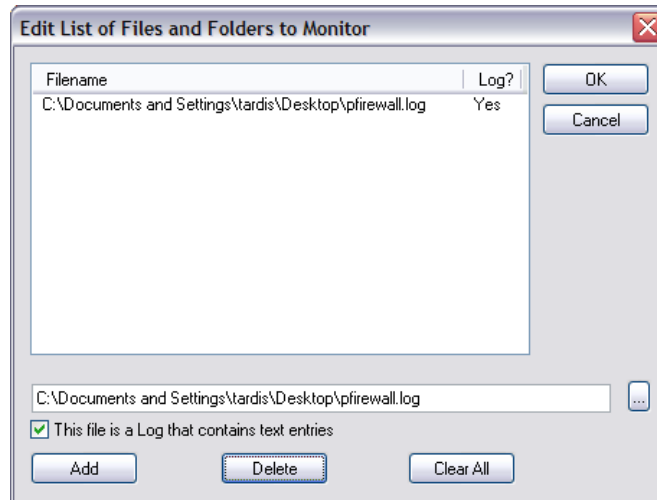 Edit List of Files and Folders to Monitor
Filename Log? OK
C:\Documents and Settings\tardis\Desktop\pfirewall.log Yes
Cancel
C:\Documents and Settings\tardis\Desktop\pfirewall.log ...
This file is a Log that contains text entries
Add Delete Clear All